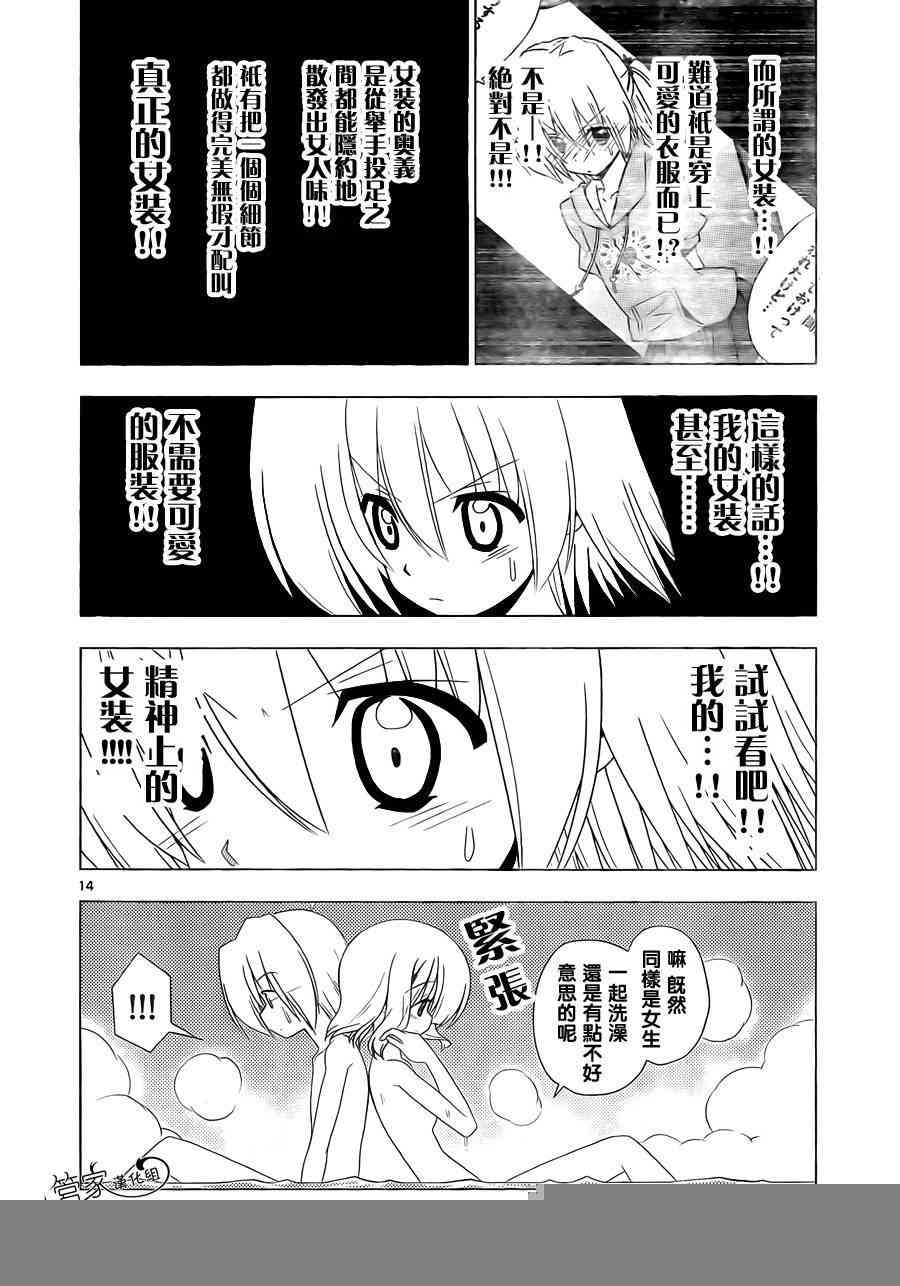 而所謂的女裝…!!
難道祇是穿上
可愛的衣服而已!?
不是—!!
絕對不是!!!
女裝的奧義
是從舉手投足之
間都能隱約地
散發出女人味!!
祇有把一個個細節
都做得完美無瑕才配叫
真正的女裝!!
這樣的話…!!
我的女裝
甚至……
不需要可愛
的服裝!!
試試看吧!!
我的…!!
精神上的
女裝!!!!
14
嘛 既然
同樣是女生
一起洗澡
還是有點不好
意思的呢
緊張
!!!
管家
漢化組